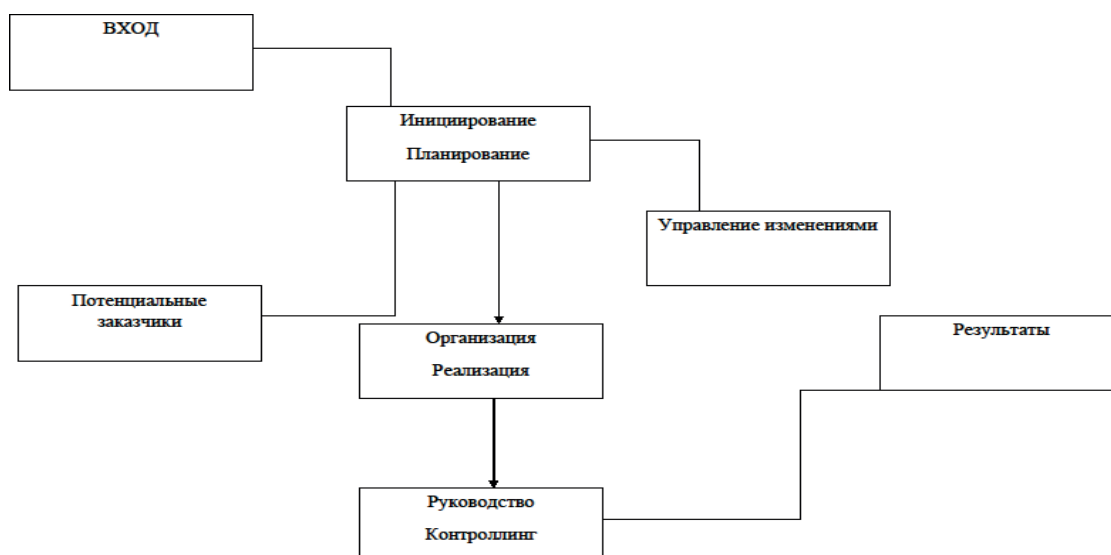 ВХОД
Инициирование
Планирование
Управление изменениями
Потенциальные
заказчики
Организация
Реализация
Результаты
Руководство
Контроллинг